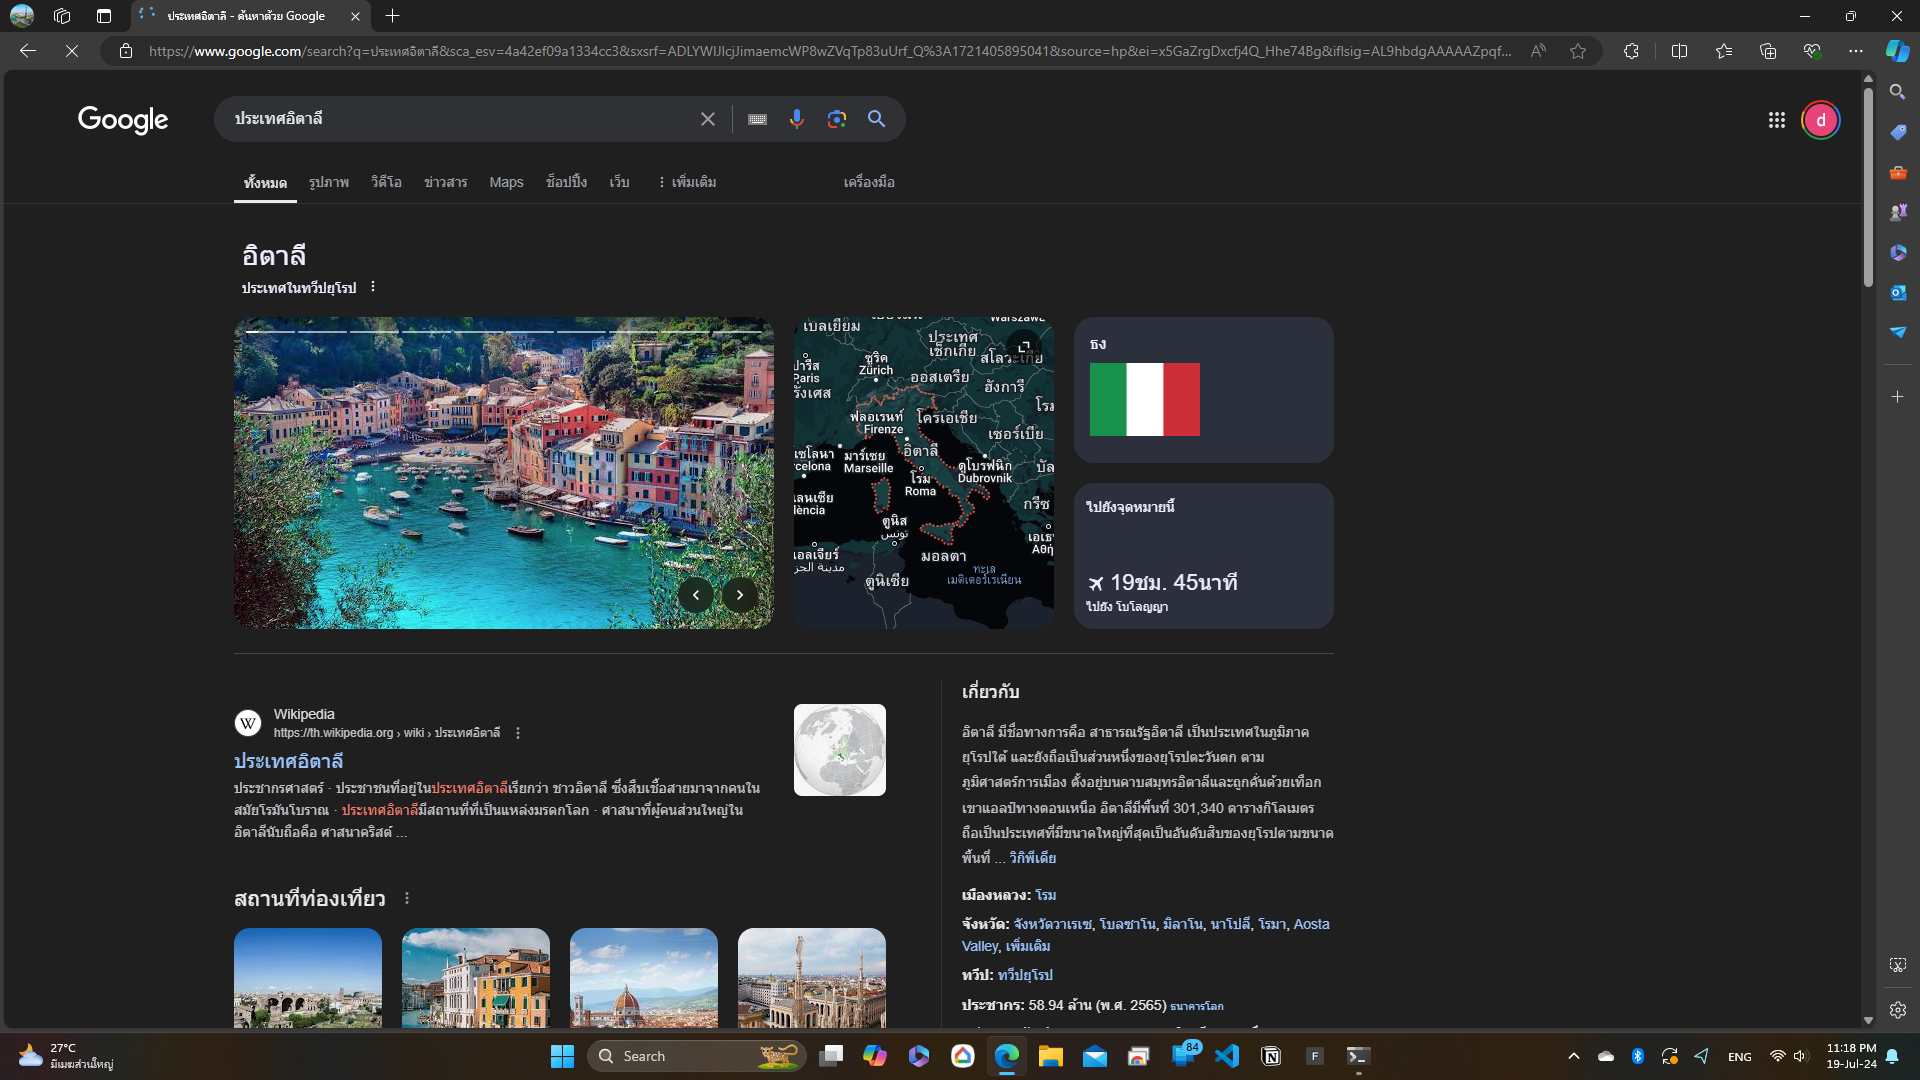 ประเทศอิตาลี - ค้นหาด้วย Google
https://www.google.com/search?q=ประเทศอิตาลี&sca_esv=4a42ef09a1334cc3&sxsrf=ADLYWIJlcjJimaemcWP8wZVqTp83uUrf_Q%3A1721405895041&source=hp&ei=x5GaZrgDxcfj4Q_Hhe74Bg&iflsig=AL9hbdgAAAAAZpqf...
Google
ประเทศอิตาลี
d
ทั้งหมด
รูปภาพ
วิดีโอ
ข่าวสาร
Maps
ช็อปปิ้ง
เว็บ
เพิ่มเติม
เครื่องมือ
อิตาลี
ประเทศในทวีปยุโรป
เบลเยียม
ประเทศ
เช็กเกีย
สโลวะเกีย
ซูริค
Zürich
ปารีส
Paris
รั่งเศส
ออสเตรีย
ฮังการี
ฟลอเรนท์
Firenze
โครเอเชีย
เซอร์เบีย
อิตาลี
มาร์เซย
Marseille
ดูโบรฟนิก
Dubrovnik
โรม
Roma
กรีซ
ตูนิส
تونس
มอลตา
ทะเล
เมดิเตอร์เรเนียน
ตูนิเซีย
ธง
ไปยังจุดหมายนี้
19ชม. 45นาที
ไปยัง โบโลญญา
Wikipedia
https://th.wikipedia.org › wiki › ประเทศอิตาลี
ประเทศอิตาลี
ประชากรศาสตร์ · ประชาชนที่อยู่ในประเทศอิตาลีเรียกว่า ชาวอิตาลี ซึ่งสืบเชื้อสายมาจากคนใน
สมัยโรมันโบราณ · ประเทศอิตาลีมีสถานที่ที่เป็นแหล่งมรดกโลก · ศาสนาที่ผู้คนส่วนใหญ่ใน
อิตาลีนับถือคือ ศาสนาคริสต์ ...
สถานที่ท่องเที่ยว
เกี่ยวกับ
อิตาลี มีชื่อทางการคือ สาธารณรัฐอิตาลี เป็นประเทศในภูมิภาค
ยุโรปใต้ และยังถือเป็นส่วนหนึ่งของยุโรปตะวันตก ตาม
ภูมิศาสตร์การเมือง ตั้งอยู่บนคาบสมุทรอิตาลีและถูกคั่นด้วยเทือก
เขาแอลป์ทางตอนเหนือ อิตาลีมีพื้นที่ 301,340 ตารางกิโลเมตร
ถือเป็นประเทศที่มีขนาดใหญ่ที่สุดเป็นอันดับสิบของยุโรปตามขนาด
พื้นที่ ... วิกิพีเดีย
เมืองหลวง: โรม
จังหวัด: จังหวัดวาเรเซ, โบลซาโน, มิลาโน, นาโปลี, โรมา, Aosta
Valley, เพิ่มเติม
ทวีป: ทวีปยุโรป
ประชากร: 58.94 ล้าน (พ.ศ. 2565) ธนาคารโลก
27°C
มีเมฆส่วนใหญ่
Search
84
F
ENG
11:18 PM
19-Jul-24